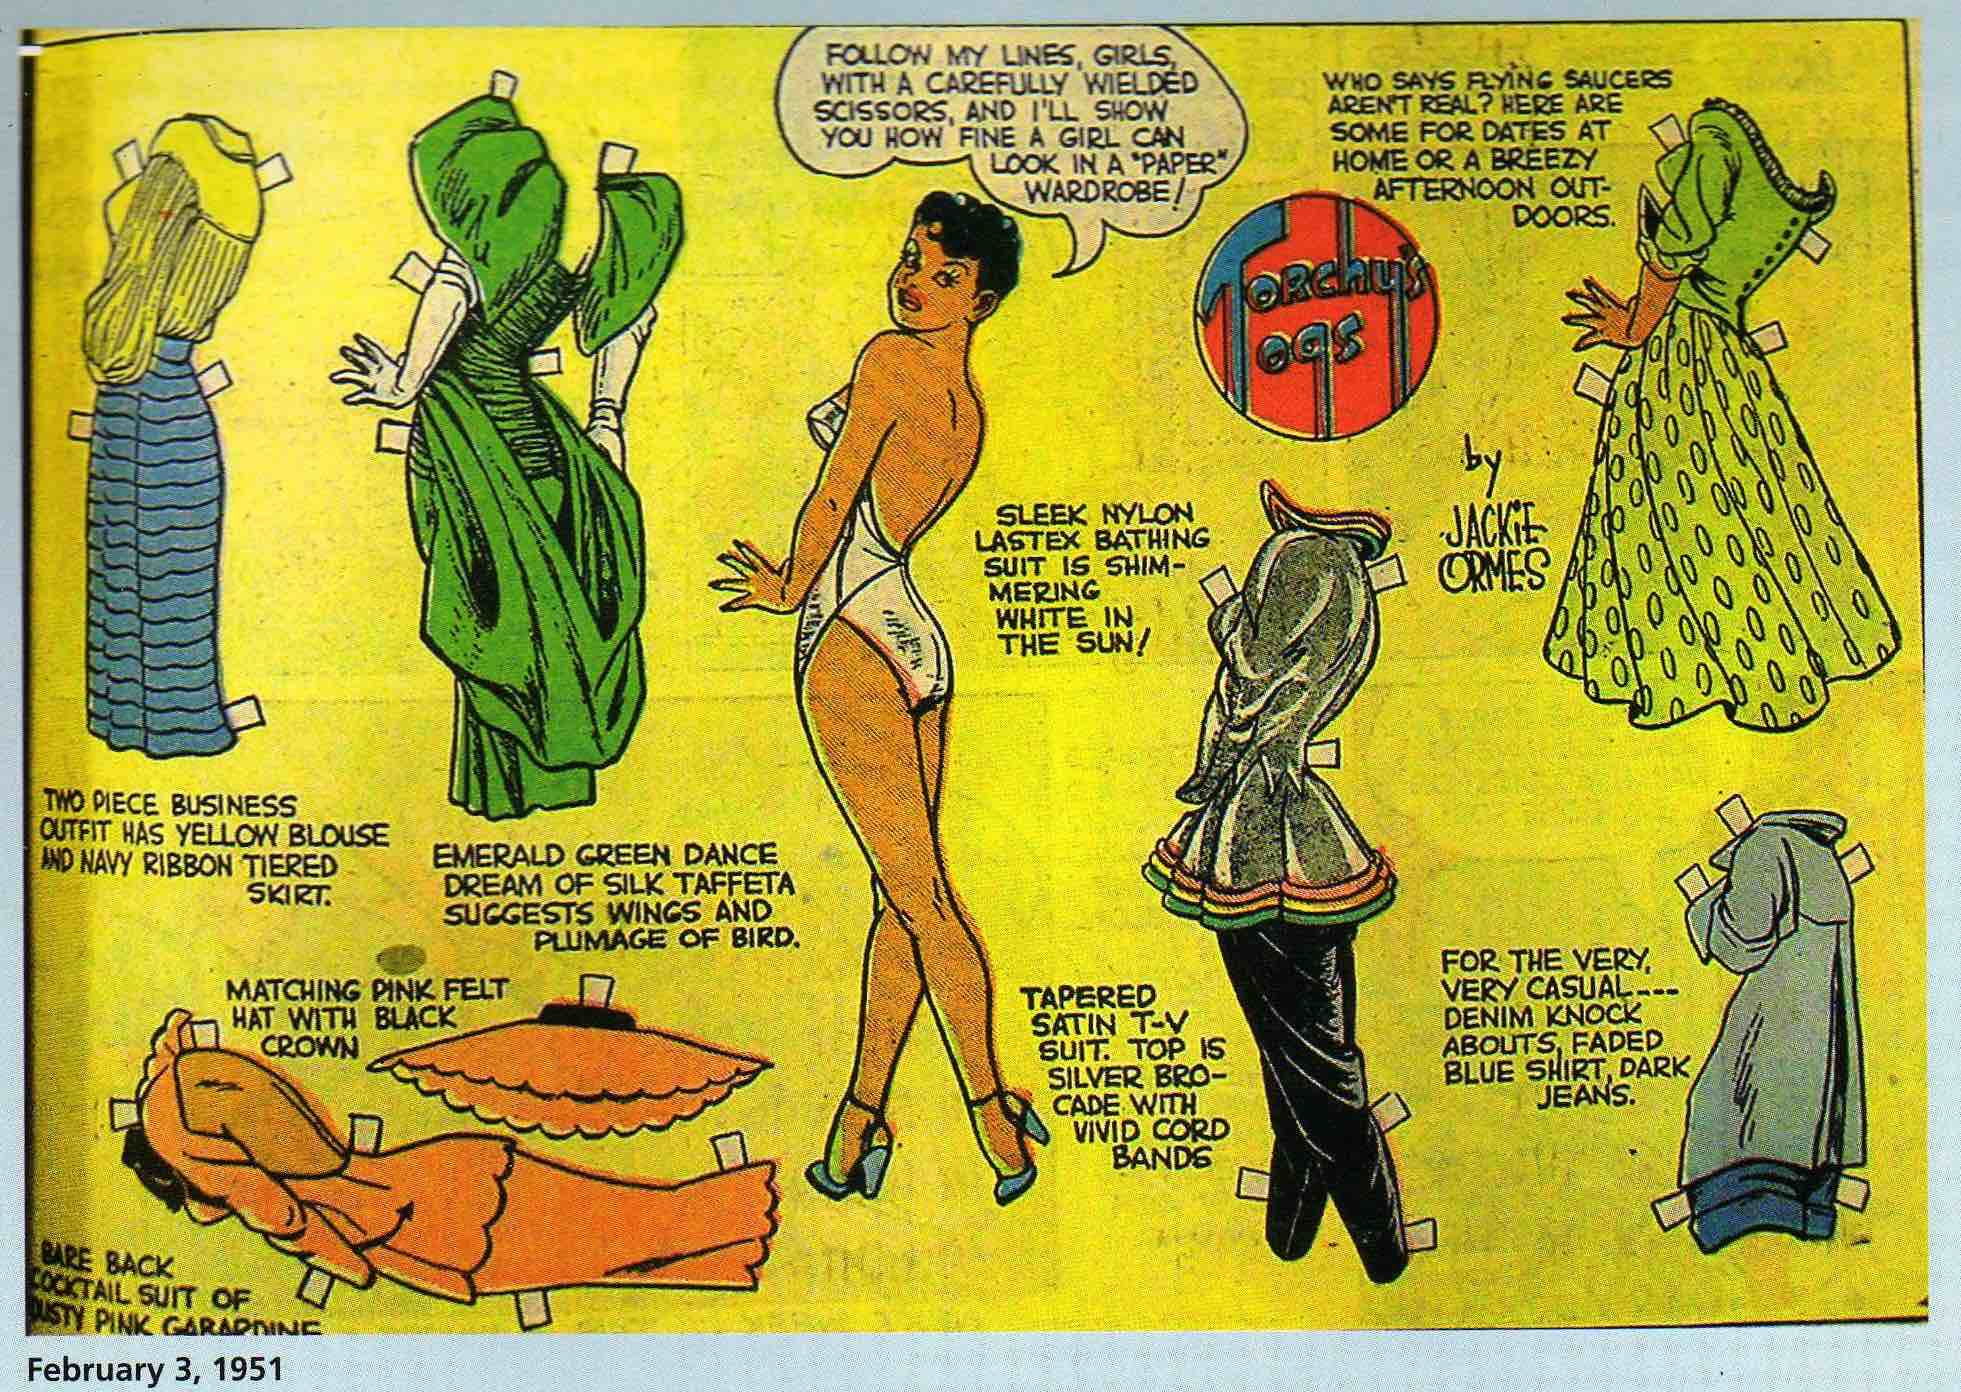 FOLLOW MY LINES, GIRLS,
WITH A CAREFULLY WIELDED
SCISSORS, AND I'LL SHOW
YOU HOW FINE A GIRL CAN
LOOK IN A "PAPER"
WARDROBE!
WHO SAYS FLYING SAUCERS
AREN'T REAL? HERE ARE
SOME FOR DATES AT
HOME OR A BREEZY
AFTERNOON OUT-
DOORS.
TORCHY'S
TOGS
by
JACKIE
ORMES
SLEEK NYLON
LASTEX BATHING
SUIT IS SHIM-
MERING
WHITE IN
THE SUN!
TWO PIECE BUSINESS
OUTFIT HAS YELLOW BLOUSE
AND NAVY RIBBON TIERED
SKIRT.
EMERALD GREEN DANCE
DREAM OF SILK TAFFETA
SUGGESTS WINGS AND
PLUMAGE OF BIRD.
MATCHING PINK FELT
HAT WITH BLACK
CROWN
TAPERED
SATIN T-V
SUIT. TOP IS
SILVER BRO-
CADE WITH
VIVID CORD
BANDS
FOR THE VERY,
VERY CASUAL---
DENIM KNOCK
ABOUTS, FADED
BLUE SHIRT, DARK
JEANS.
BARE BACK
COCKTAIL SUIT OF
DUSTY PINK GABARDINE
February 3, 1951